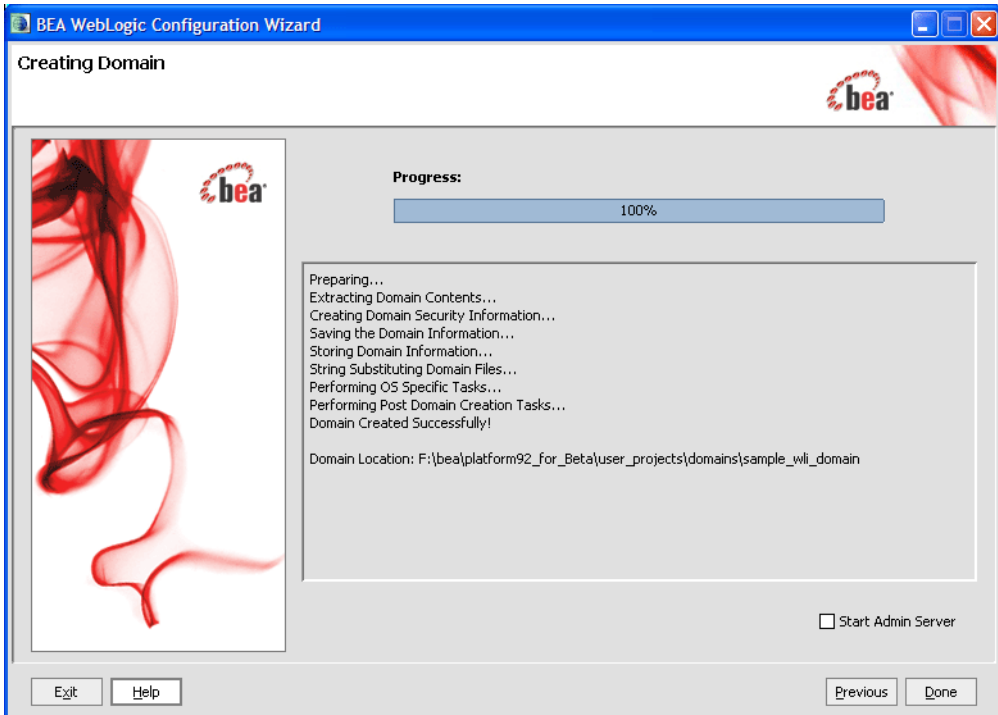 BEA WebLogic Configuration Wizard
Creating Domain
bea
bea
Progress:
100%
Preparing...
Extracting Domain Contents...
Creating Domain Security Information...
Saving the Domain Information...
Storing Domain Information...
String Substituting Domain Files...
Performing OS Specific Tasks...
Performing Post Domain Creation Tasks...
Domain Created Successfully!
Domain Location: F:\bea\platform92_for_Beta\user_projects\domains\sample_wli_domain
Start Admin Server
Exit Help Previous Done